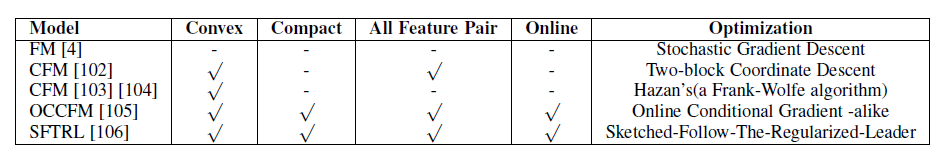 Model Convex Compact All Feature Pair Online Optimization
FM [4] - - - - Stochastic Gradient Descent
CFM [102] √ - √ - Two-block Coordinate Descent
CFM [103] [104] √ - - - Hazan's(a Frank-Wolfe algorithm)
OCCFM [105] √ √ √ √ Online Conditional Gradient -alike
SFTRL [106] √ √ √ √ Sketched-Follow-The-Regularized-Leader